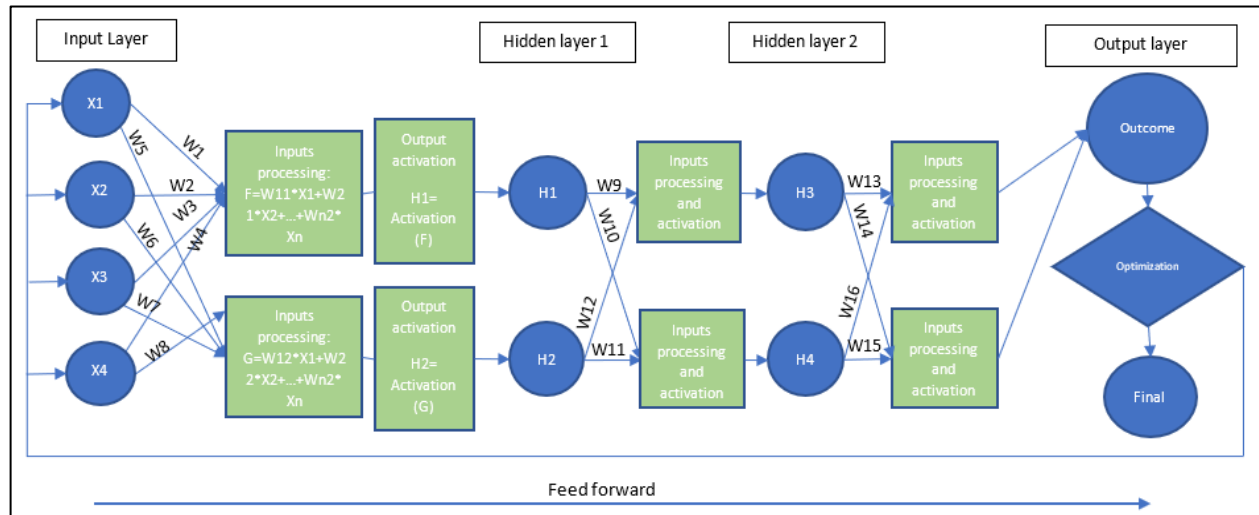 Input Layer
Hidden layer 1
Hidden layer 2
Output layer
X1
X2
X3
X4
W1
W5
W2
W3
W6
W4
W7
W8
Inputs
processing:
F=W11*X1+W2
1*X2+...+Wn2*
Xn
Output
activation
H1=
Activation
(F)
Inputs
processing:
G=W12*X1+W2
2*X2+...+Wn2*
Xn
Output
activation
H2=
Activation
(G)
H1
H2
W9
W10
W12
W11
Inputs
processing
and
activation
Inputs
processing
and
activation
H3
H4
W13
W14
W16
W15
Inputs
processing
and
activation
Inputs
processing
and
activation
Outcome
Optimization
Final
Feed forward